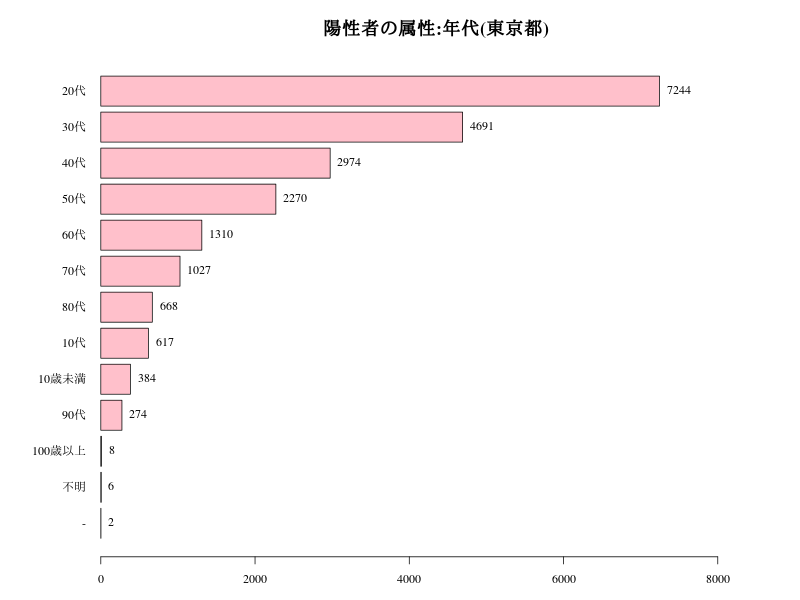 陽性者の属性:年代(東京都)
20代 7244
30代 4691
40代 2974
50代 2270
60代 1310
70代 1027
80代 668
10代 617
10歳未満 384
90代 274
100歳以上 8
不明 6
- 2
0 2000 4000 6000 8000